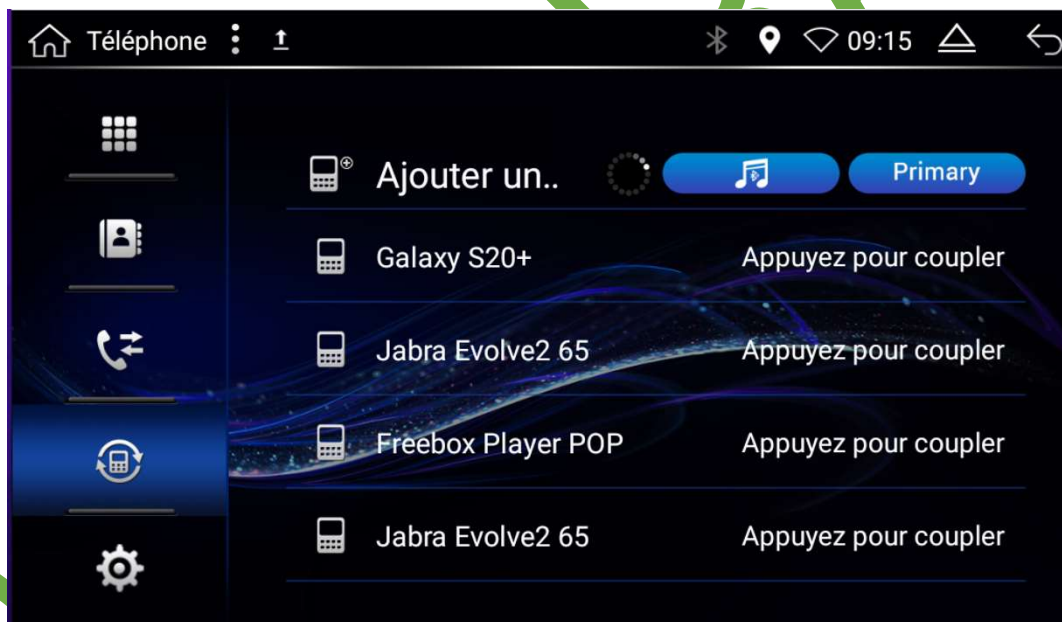 Téléphone 09:15
Ajouter un.. Primary
Galaxy S20+ Appuyez pour coupler
Jabra Evolve2 65 Appuyez pour coupler
Freebox Player POP Appuyez pour coupler
Jabra Evolve2 65 Appuyez pour coupler